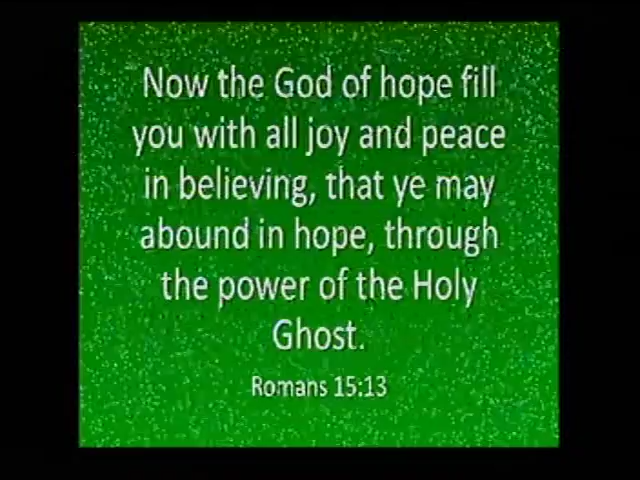 Now the God of hope fill
you with all joy and peace
in believing, that ye may
abound in hope, through
the power of the Holy
Ghost.
Romans 15:13